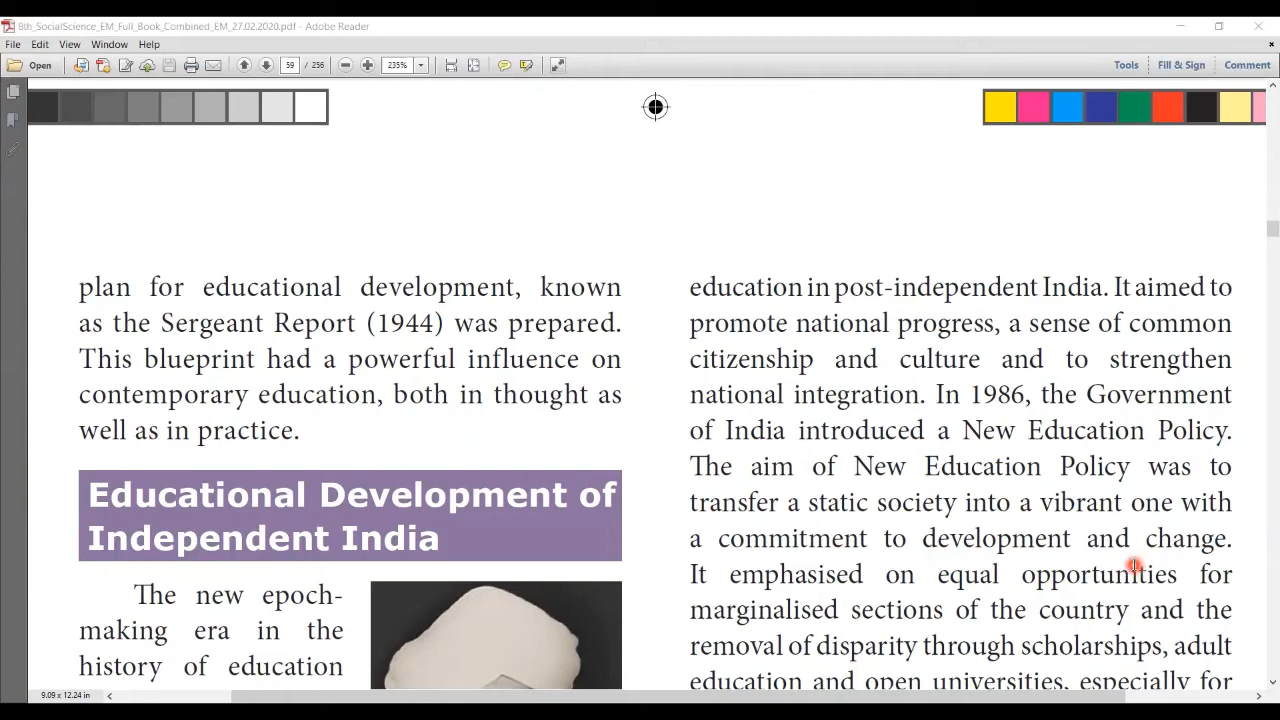 8th_SocialScience_EM_Full_Book_Combined_EM_27.02.2020.pdf - Adobe Reader
File Edit View Window Help
Open 59 / 256 235% Tools Fill & Sign Comment
plan for educational development, known
as the Sergeant Report (1944) was prepared.
This blueprint had a powerful influence on
contemporary education, both in thought as
well as in practice.
Educational Development of
Independent India
The new epoch-
making era in the
history of education
education in post-independent India. It aimed to
promote national progress, a sense of common
citizenship and culture and to strengthen
national integration. In 1986, the Government
of India introduced a New Education Policy.
The aim of New Education Policy was to
transfer a static society into a vibrant one with
a commitment to development and change.
It emphasised on equal opportunities for
marginalised sections of the country and the
removal of disparity through scholarships, adult
education and open universities, especially for
9.09 x 12.24 in